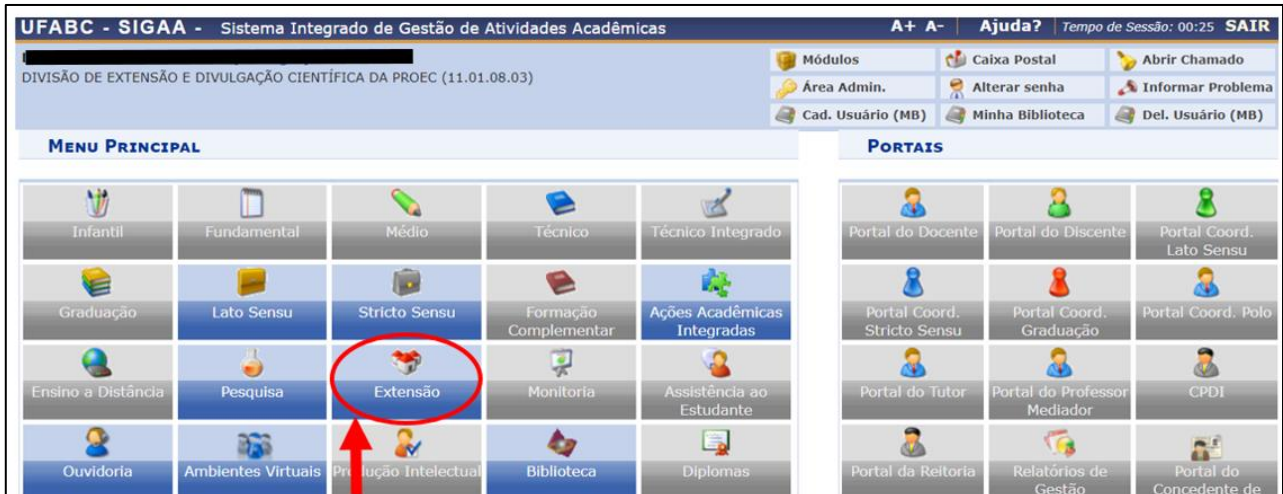 UFABC - SIGAA - Sistema Integrado de Gestão de Atividades Acadêmicas A+ A- | Ajuda? | Tempo de Sessão: 00:25 SAIR
DIVISÃO DE EXTENSÃO E DIVULGAÇÃO CIENTÍFICA DA PROEC (11.01.08.03)
Módulos Caixa Postal Abrir Chamado
Área Admin. Alterar senha Informar Problema
Cad. Usuário (MB) Minha Biblioteca Del. Usuário (MB)
MENU PRINCIPAL
Infantil Fundamental Médio Técnico Técnico Integrado
Graduação Lato Sensu Stricto Sensu Formação Complementar Ações Acadêmicas Integradas
Ensino a Distância Pesquisa Extensão Monitoria Assistência ao Estudante
Ouvidoria Ambientes Virtuais Produção Intelectual Biblioteca Diplomas
PORTAIS
Portal do Docente Portal do Discente Portal Coord. Lato Sensu
Portal Coord. Stricto Sensu Portal Coord. Graduação Portal Coord. Polo
Portal do Tutor Portal do Professor Mediador CPDI
Portal da Reitoria Relatórios de Gestão Portal do Concedente de